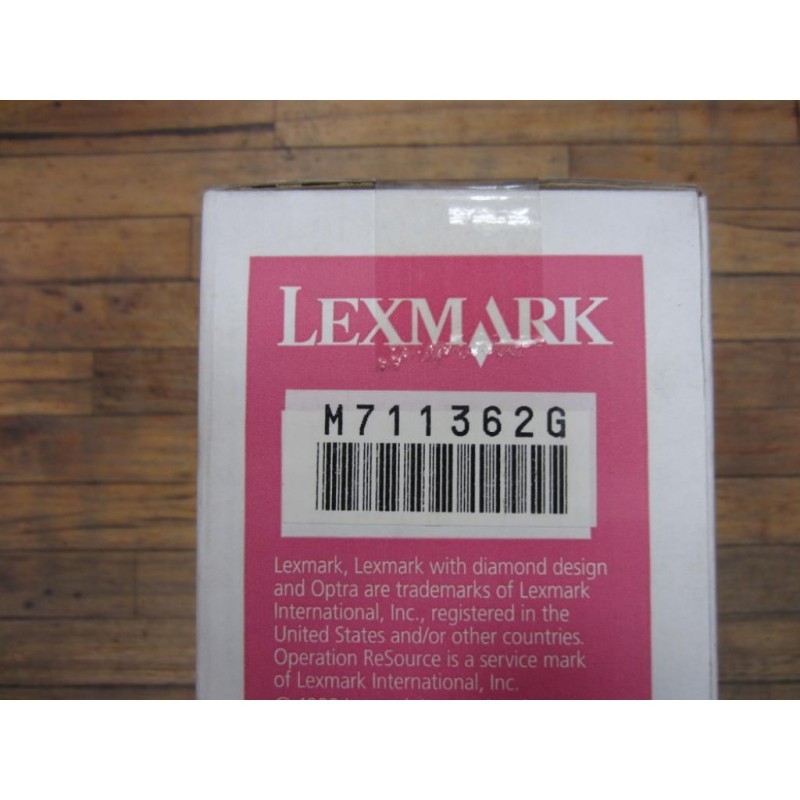 LEXMARK
M711362G
Lexmark, Lexmark with diamond design
and Optra are trademarks of Lexmark
International, Inc., registered in the
United States and/or other countries.
Operation ReSource is a service mark
of Lexmark International, Inc.